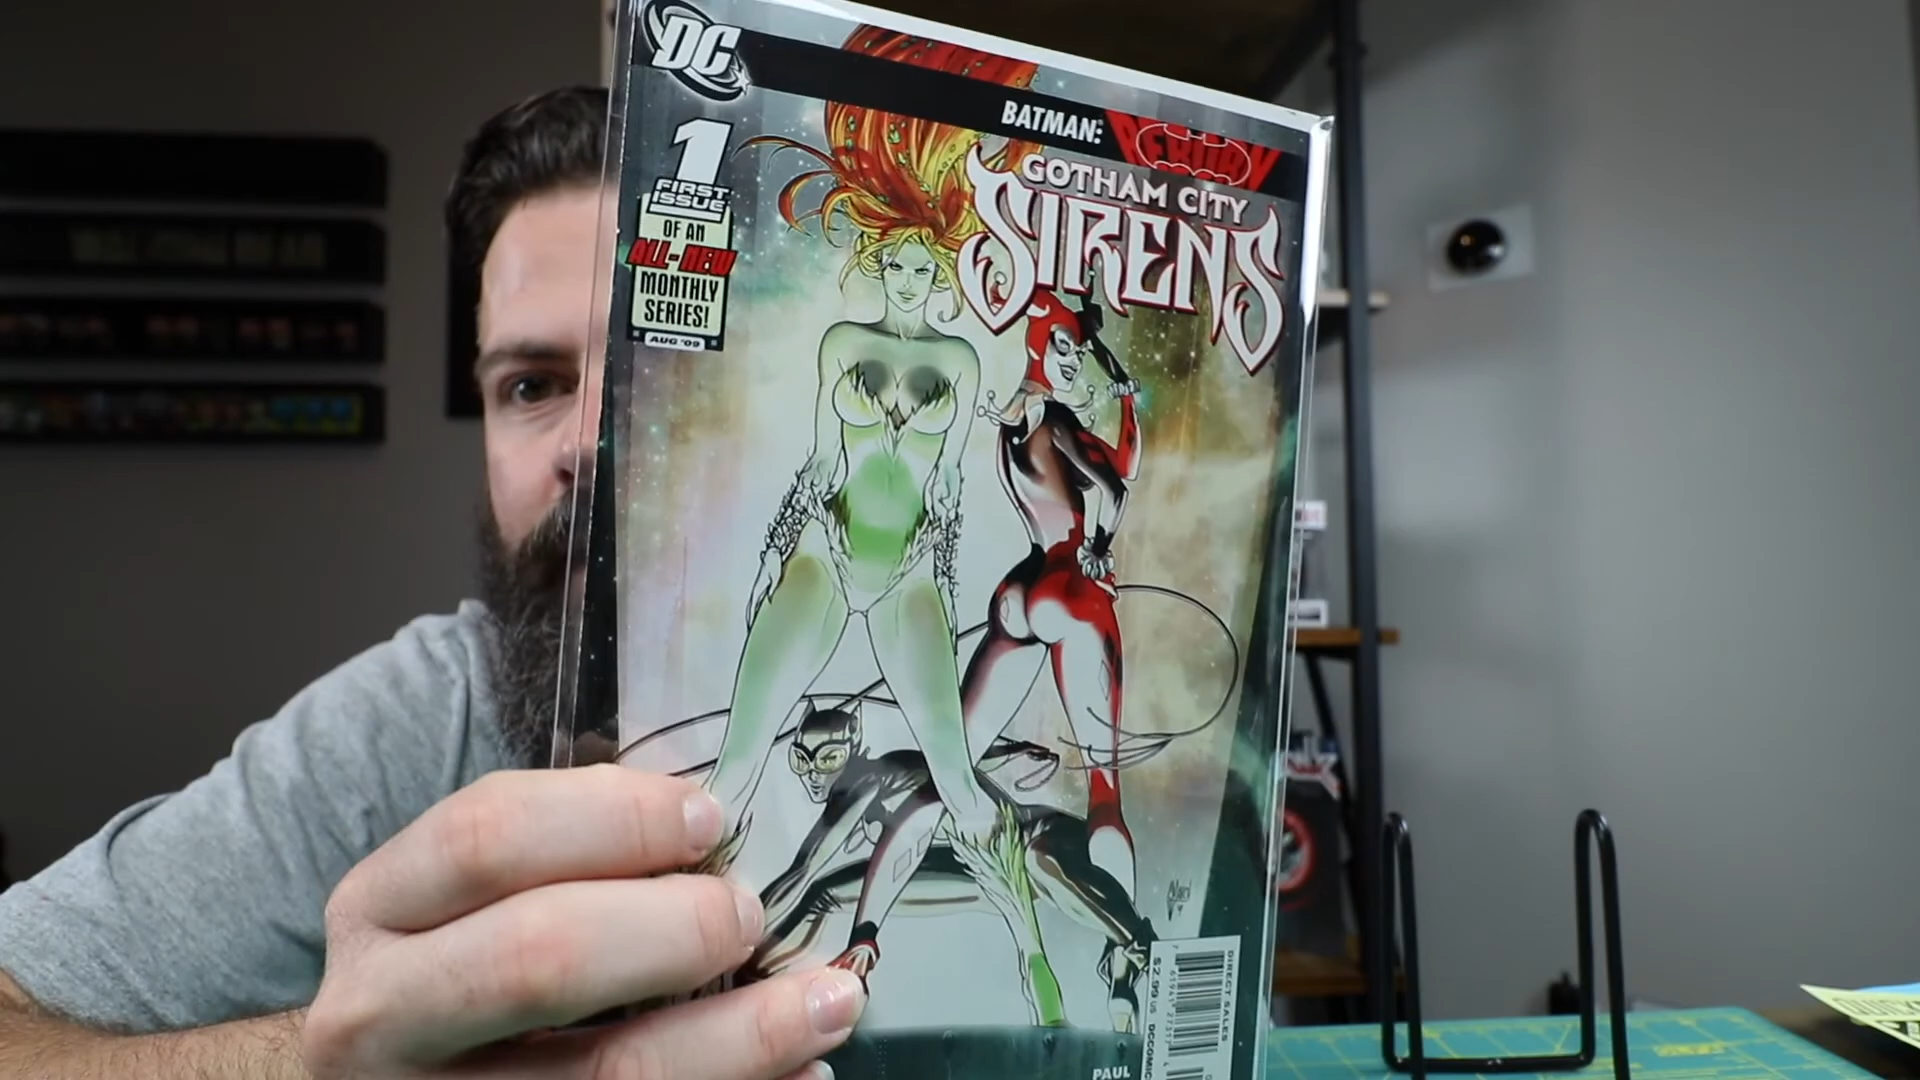 DC
BATMAN:
REBORN
GOTHAM CITY
SIRENS
1
FIRST
ISSUE
OF AN
ALL-NEW
MONTHLY
SERIES!
AUG '09
$2.99 US
DIRECT SALES
PAUL